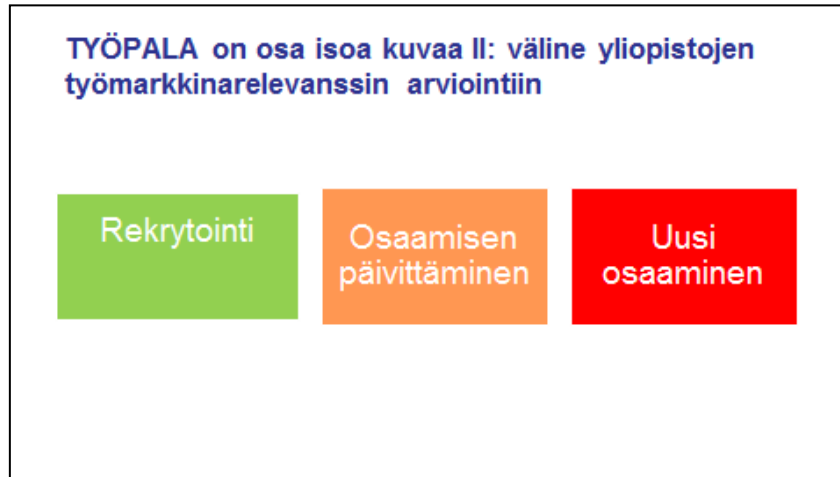 TYÖPALA on osa isoa kuvaa II: väline yliopistojen
työmarkkinarelevanssin arviointiin
Rekrytointi
Osaamisen
päivittäminen
Uusi
osaaminen